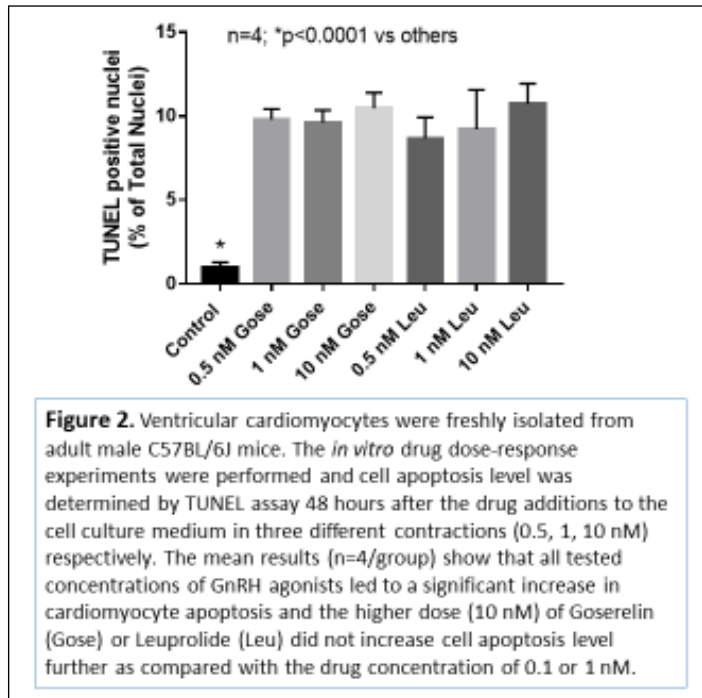 15
n=4; *p<0.0001 vs others
10
5
0
TUNEL positive nuclei
(% of Total Nuclei)
*
Control
0.5 nM Gose
1 nM Gose
10 nM Gose
0.5 nM Leu
1 nM Leu
10 nM Leu
Figure 2. Ventricular cardiomyocytes were freshly isolated from
adult male C57BL/6J mice. The in vitro drug dose-response
experiments were performed and cell apoptosis level was
determined by TUNEL assay 48 hours after the drug additions to the
cell culture medium in three different contractions (0.5, 1, 10 nM)
respectively. The mean results (n=4/group) show that all tested
concentrations of GnRH agonists led to a significant increase in
cardiomyocyte apoptosis and the higher dose (10 nM) of Goserelin
(Gose) or Leuprolide (Leu) did not increase cell apoptosis level
further as compared with the drug concentration of 0.1 or 1 nM.